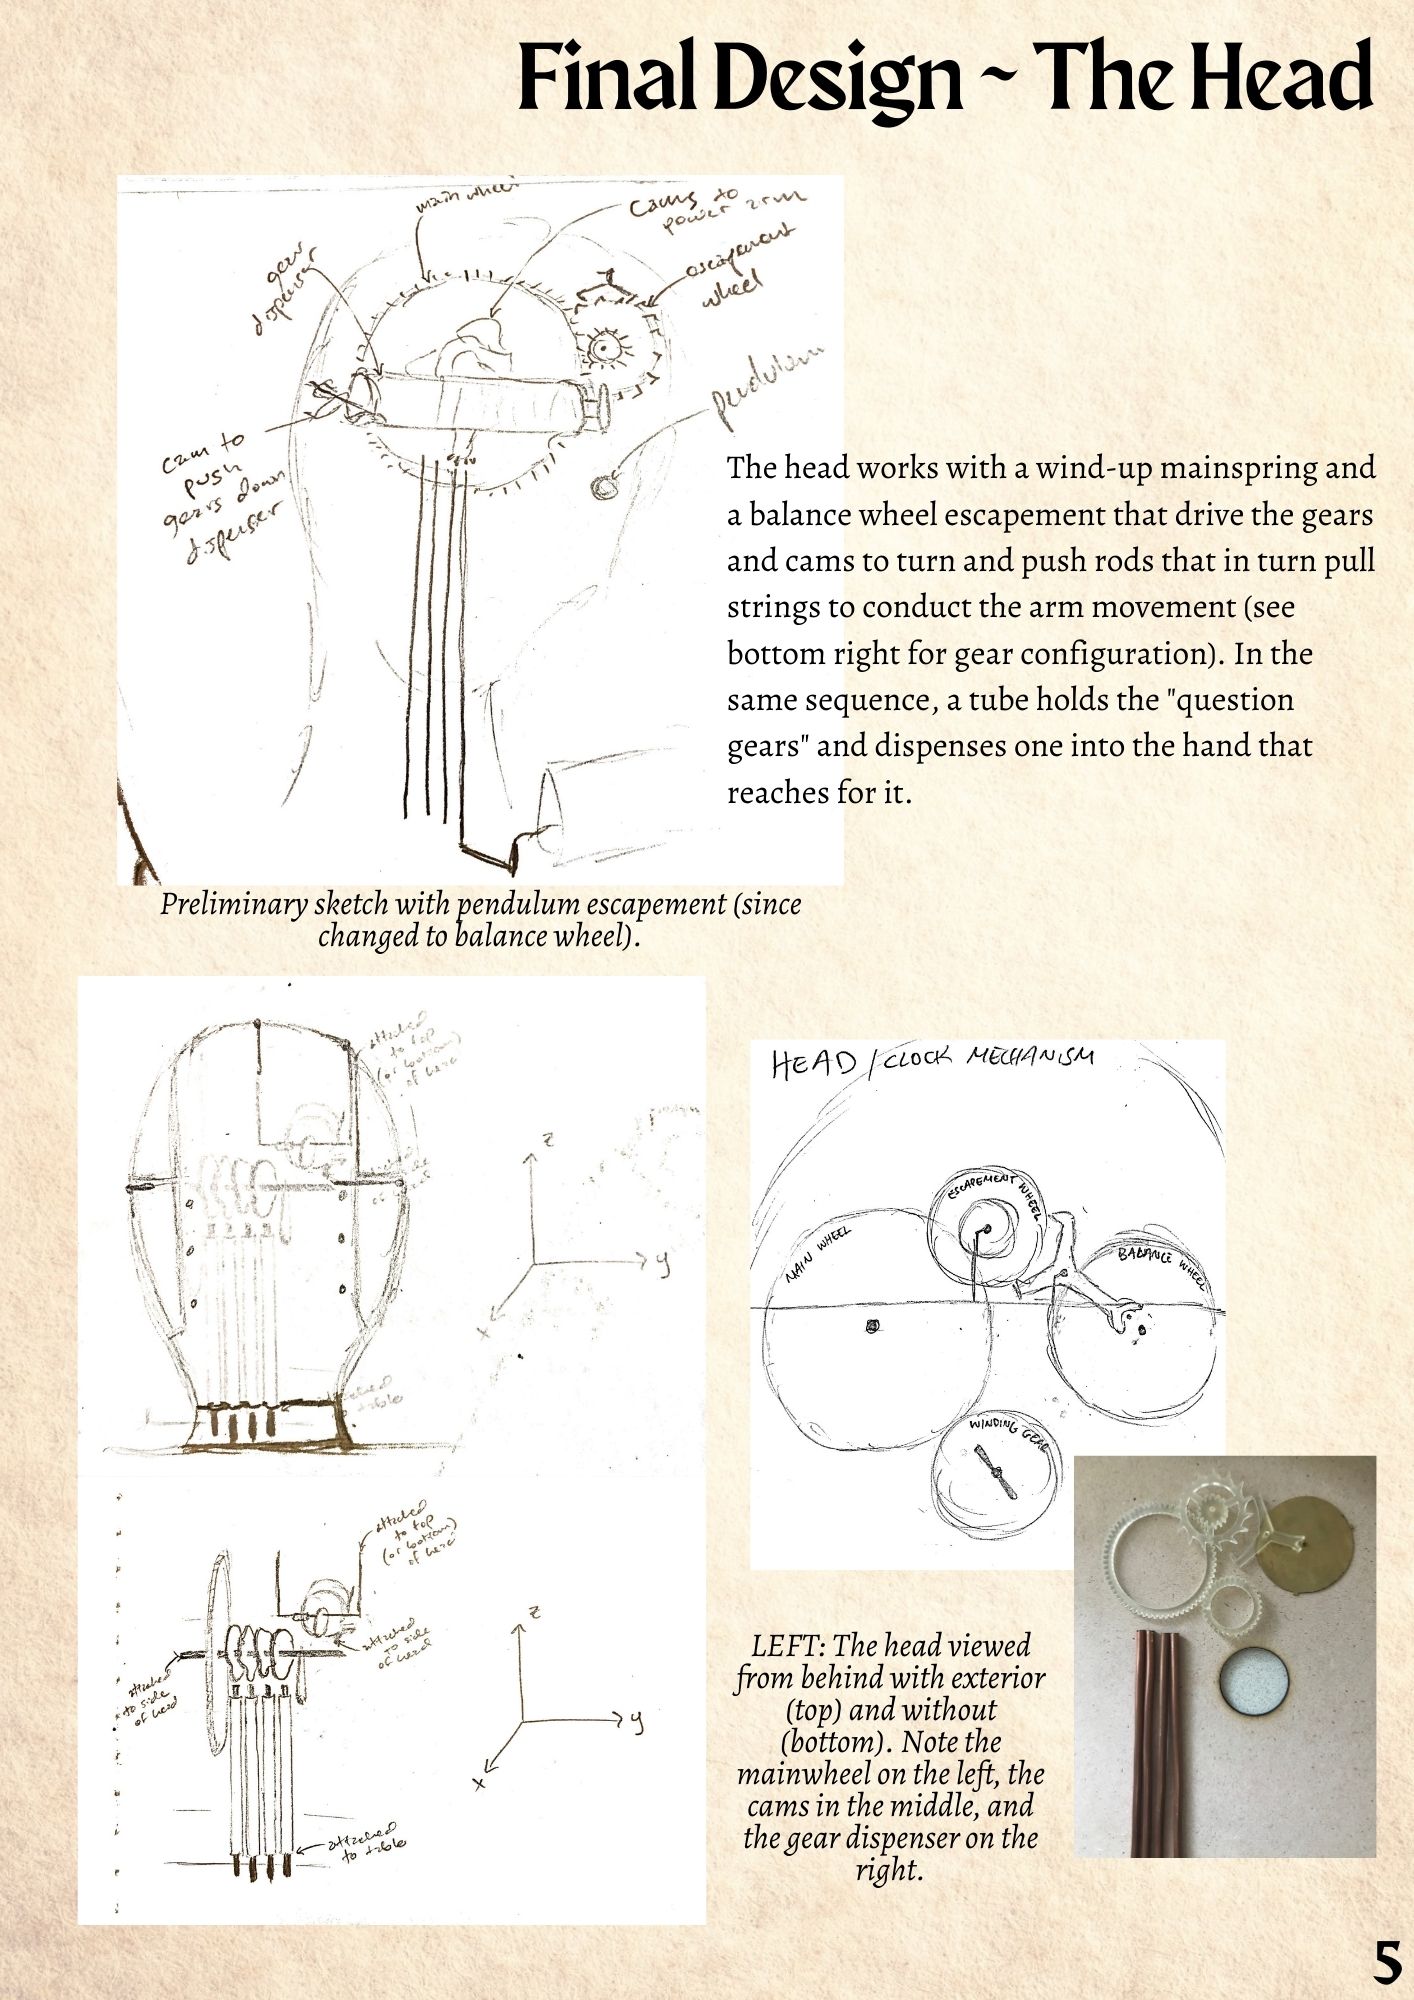 Final Design ~ The Head
main wheel
cams to
power arm
gear
dispenser
escapement
wheel
pendulum
cam to
push
gears down
dispenser
The head works with a wind-up mainspring and
a balance wheel escapement that drive the gears
and cams to turn and push rods that in turn pull
strings to conduct the arm movement (see
bottom right for gear configuration). In the
same sequence, a tube holds the "question
gears" and dispenses one into the hand that
reaches for it.
Preliminary sketch with pendulum escapement (since
changed to balance wheel).
attached
to top
(or bottom)
of head
z
y
x
attached
to table
HEAD / CLOCK MECHANISM
ESCAPEMENT WHEEL
MAIN WHEEL
BALANCE WHEEL
WINDING GEAR
attached
to top
(or bottom)
of head
attached
to side
of head
attached
to side
of head
z
y
x
attached
to table
LEFT: The head viewed
from behind with exterior
(top) and without
(bottom). Note the
mainwheel on the left, the
cams in the middle, and
the gear dispenser on the
right.
5